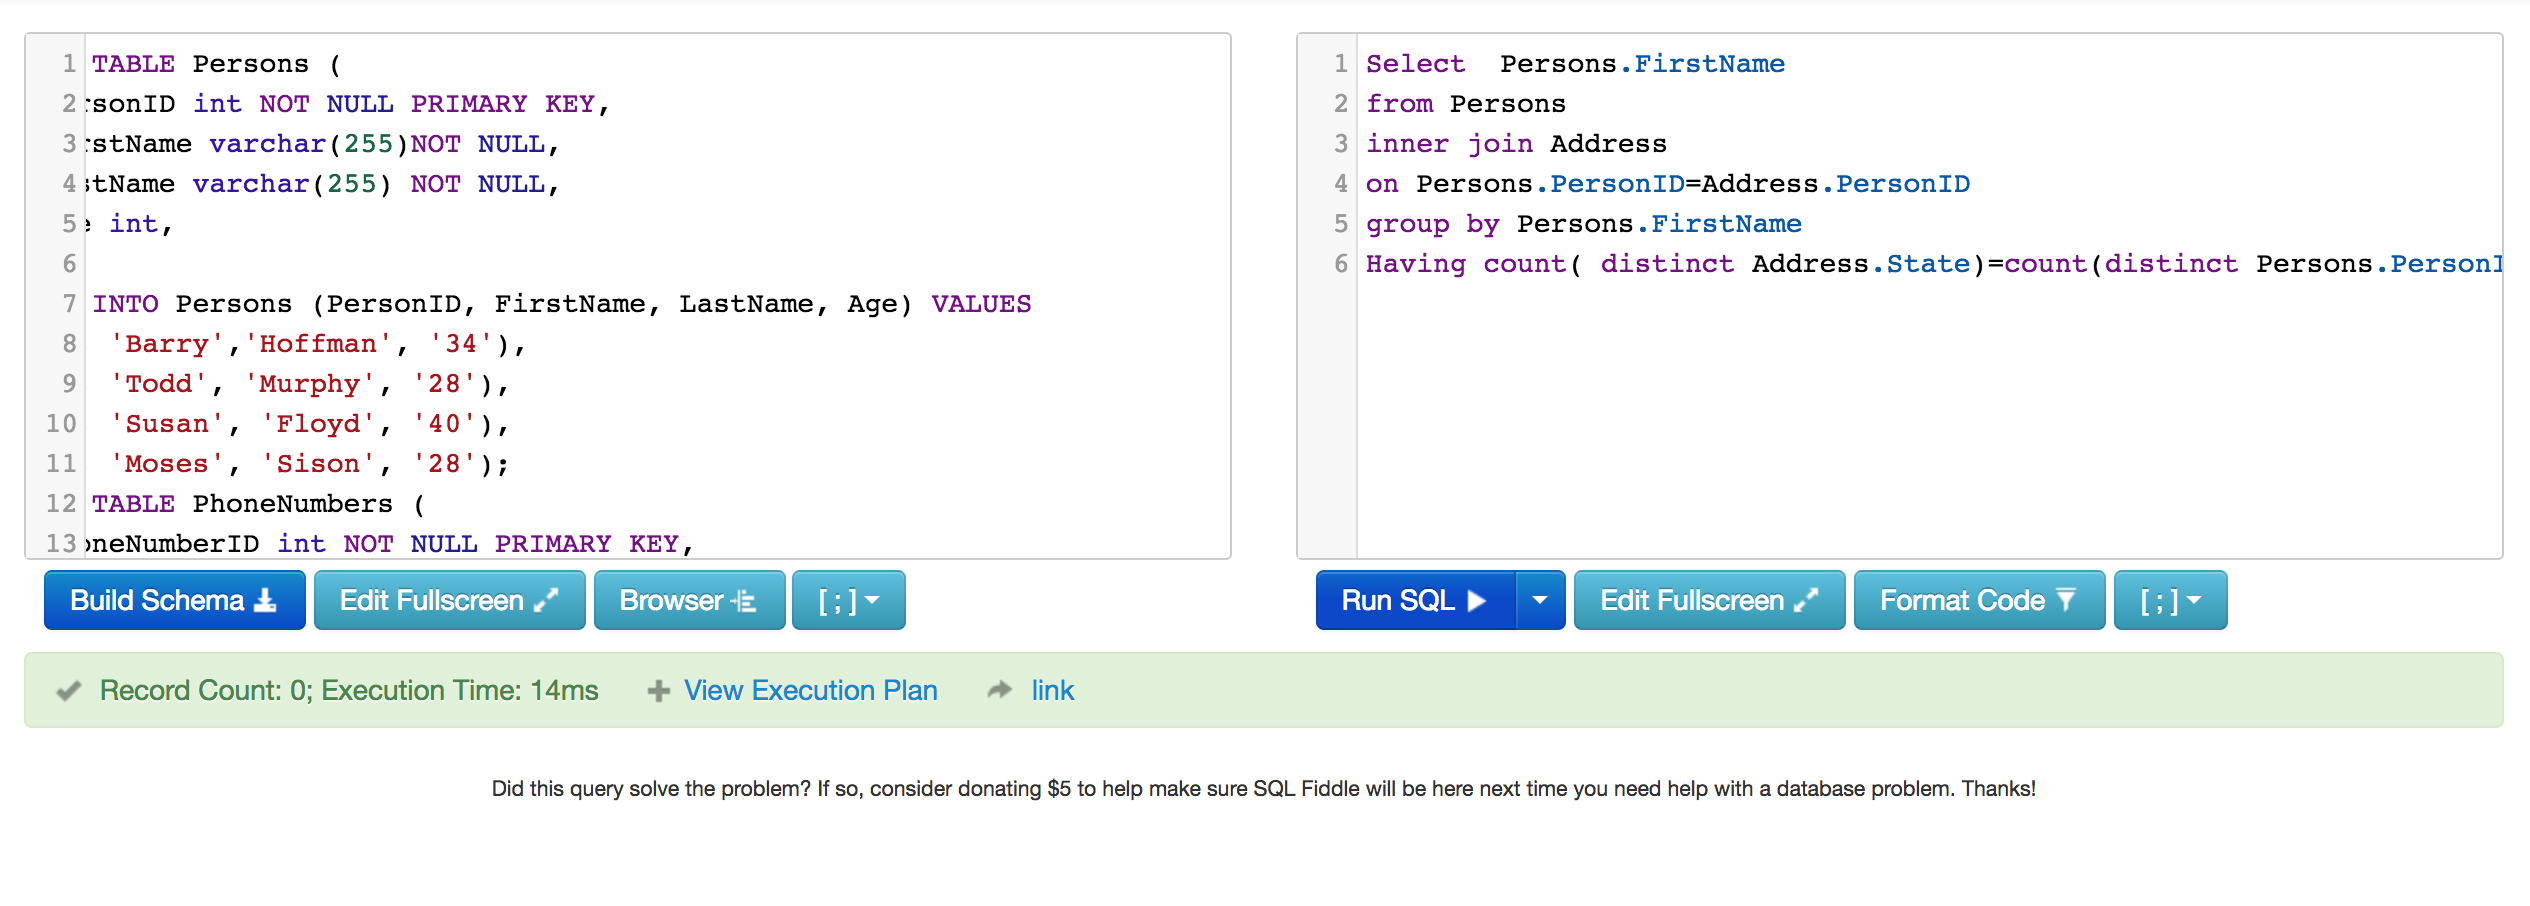 1 TABLE Persons (
2 rsonID int NOT NULL PRIMARY KEY,
3 rstName varchar(255)NOT NULL,
4 stName varchar(255) NOT NULL,
5 e int,
6
7 INTO Persons (PersonID, FirstName, LastName, Age) VALUES
8 'Barry','Hoffman', '34'),
9 'Todd', 'Murphy', '28'),
10 'Susan', 'Floyd', '40'),
11 'Moses', 'Sison', '28');
12 TABLE PhoneNumbers (
13 oneNumberID int NOT NULL PRIMARY KEY,
Build Schema Edit Fullscreen Browser [;]
1 Select  Persons.FirstName
2 from Persons
3 inner join Address
4 on Persons.PersonID=Address.PersonID
5 group by Persons.FirstName
6 Having count( distinct Address.State)=count(distinct Persons.PersonI
Run SQL Edit Fullscreen Format Code [;]
Record Count: 0; Execution Time: 14ms View Execution Plan link
Did this query solve the problem? If so, consider donating $5 to help make sure SQL Fiddle will be here next time you need help with a database problem. Thanks!